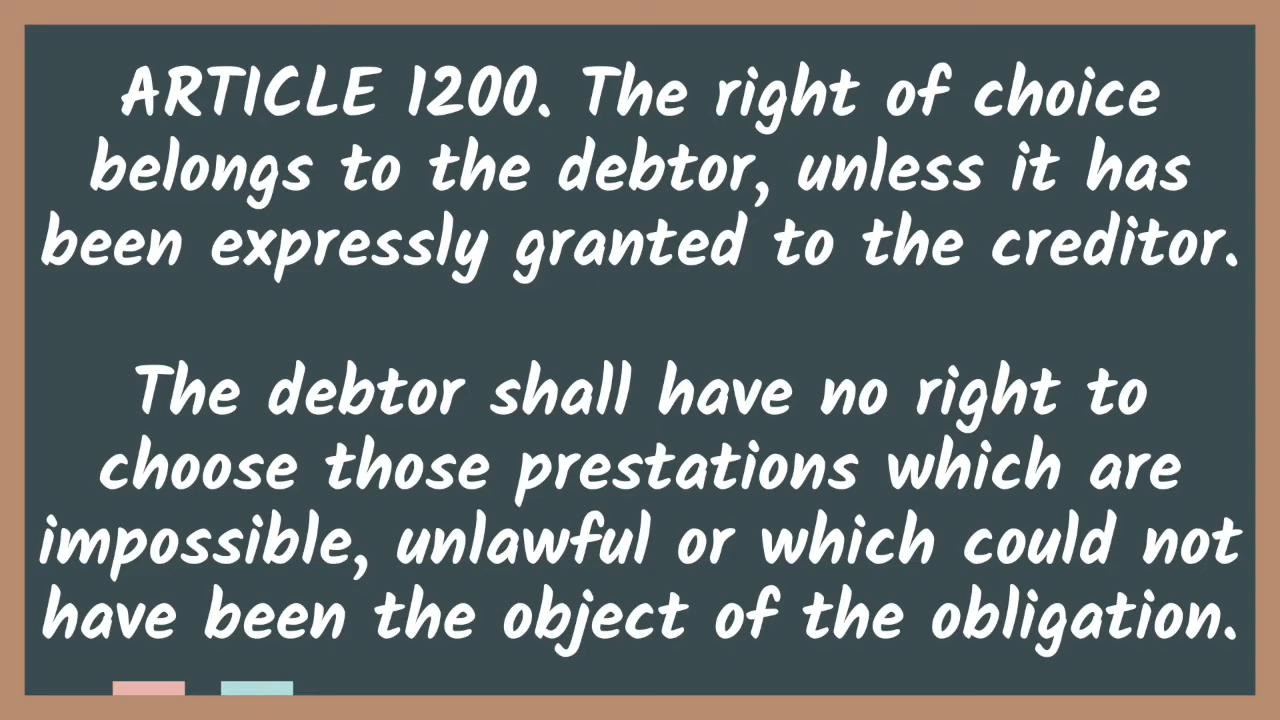 ARTICLE 1200. The right of choice
belongs to the debtor, unless it has
been expressly granted to the creditor.
The debtor shall have no right to
choose those prestations which are
impossible, unlawful or which could not
have been the object of the obligation.